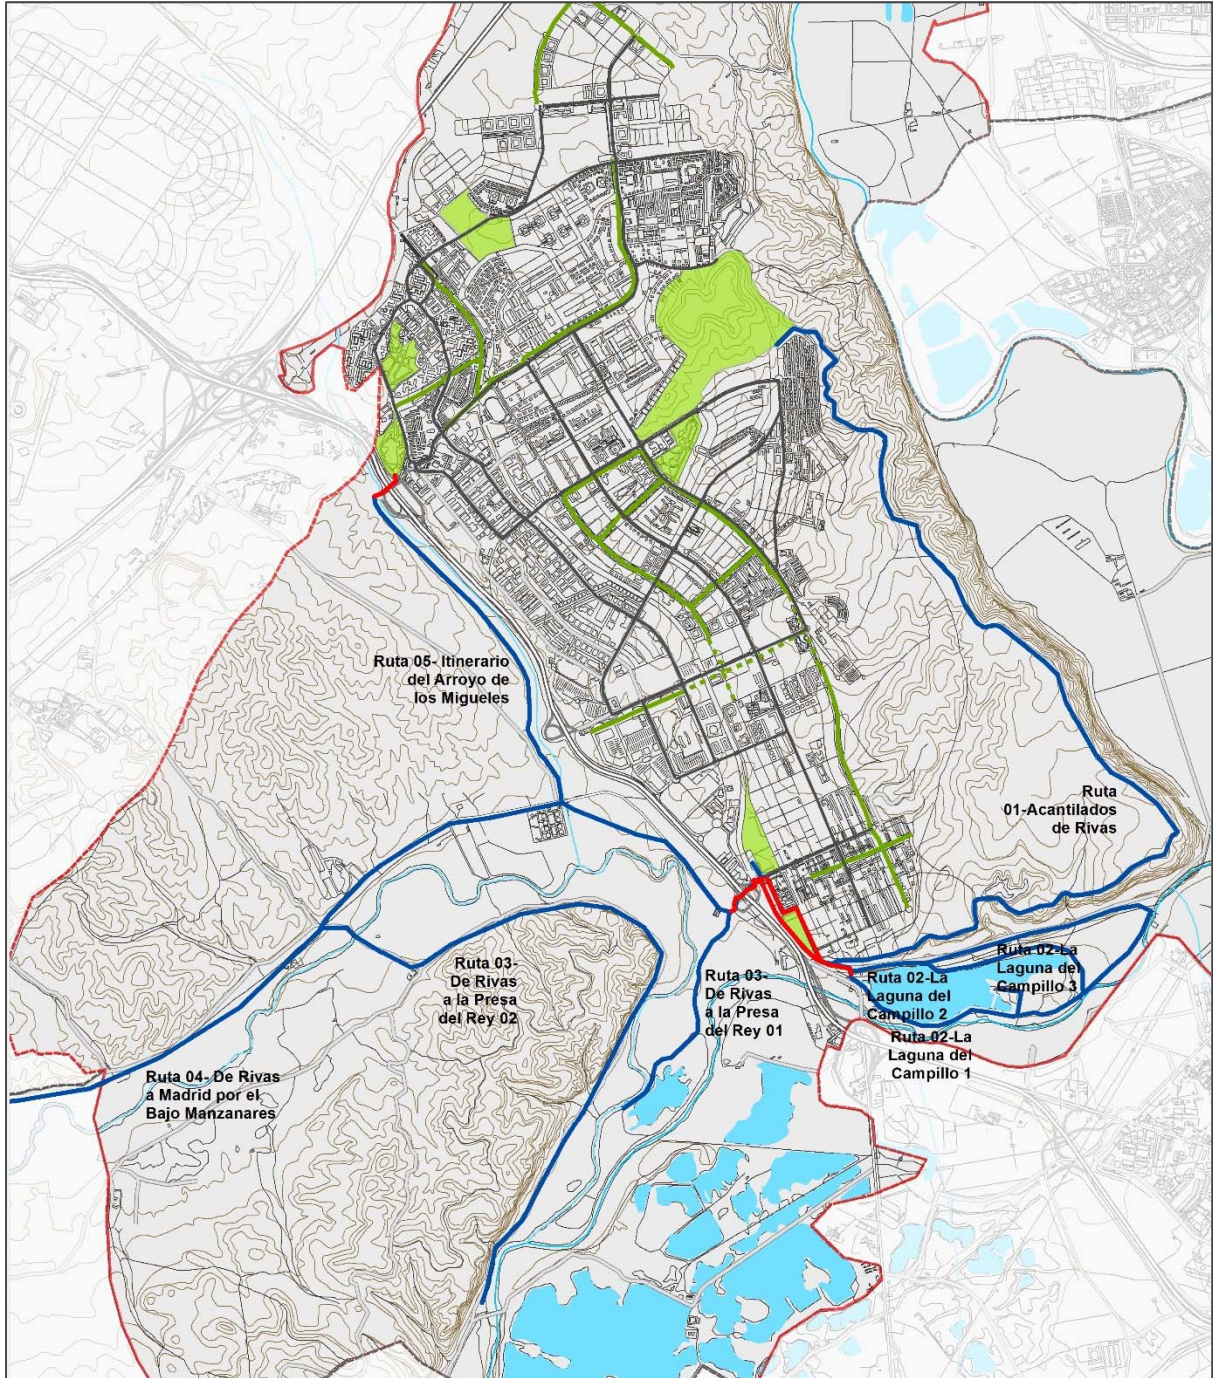 Ruta 05- Itinerario
del Arroyo de
los Migueles
Ruta
01-Acantilados
de Rivas
Ruta 03-
De Rivas
a la Presa
del Rey 02
Ruta 03-
De Rivas
a la Presa
del Rey 01
Ruta 02-La
Laguna del
Campillo 2
Ruta 02-La
Laguna del
Campillo 3
Ruta 02-La
Laguna del
Campillo 1
Ruta 04- De Rivas
a Madrid por el
Bajo Manzanares